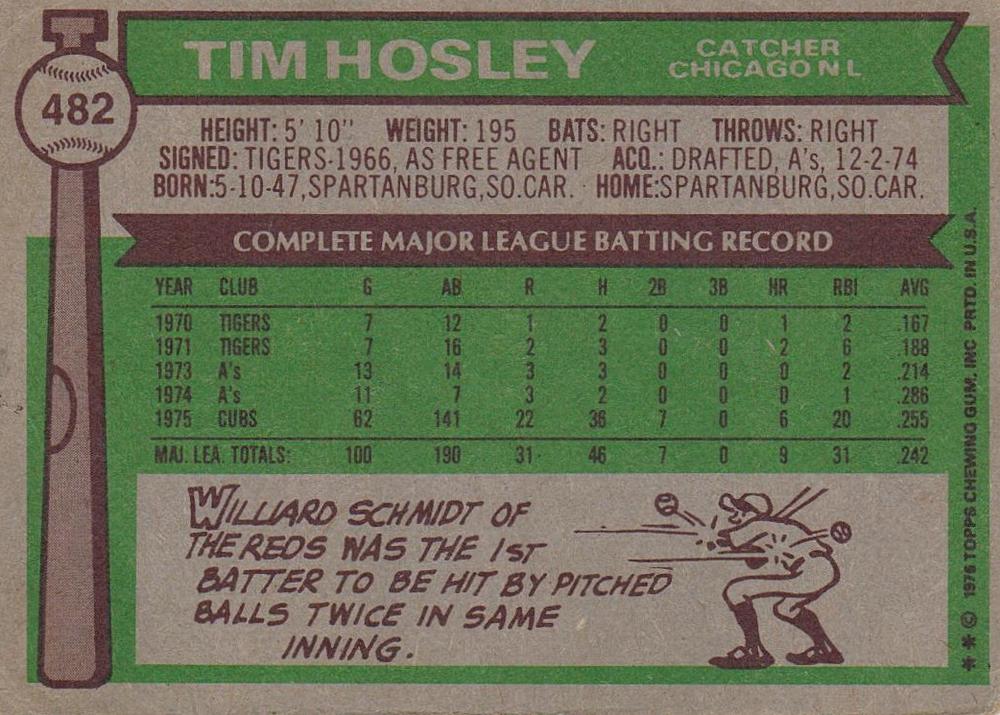 482
TIM HOSLEY
CATCHER
CHICAGO N L
HEIGHT: 5' 10" WEIGHT: 195 BATS: RIGHT THROWS: RIGHT
SIGNED: TIGERS-1966, AS FREE AGENT ACQ.: DRAFTED, A's, 12-2-74
BORN:5-10-47,SPARTANBURG,SO.CAR. HOME:SPARTANBURG,SO.CAR.
COMPLETE MAJOR LEAGUE BATTING RECORD
YEAR CLUB G AB R H 2B 3B HR RBI AVG
1970 TIGERS 7 12 1 2 0 0 1 2 .167
1971 TIGERS 7 16 2 3 0 0 2 6 .188
1973 A's 13 14 3 3 0 0 0 2 .214
1974 A's 11 7 3 2 0 0 0 1 .286
1975 CUBS 62 141 22 36 7 0 6 20 .255
MAJ. LEA. TOTALS: 100 190 31 46 7 0 9 31 .242
WILLIARD SCHMIDT OF
THE REDS WAS THE 1ST
BATTER TO BE HIT BY PITCHED
BALLS TWICE IN SAME
INNING.
** © 1976 TOPPS CHEWING GUM, INC PRTD. IN U.S.A.